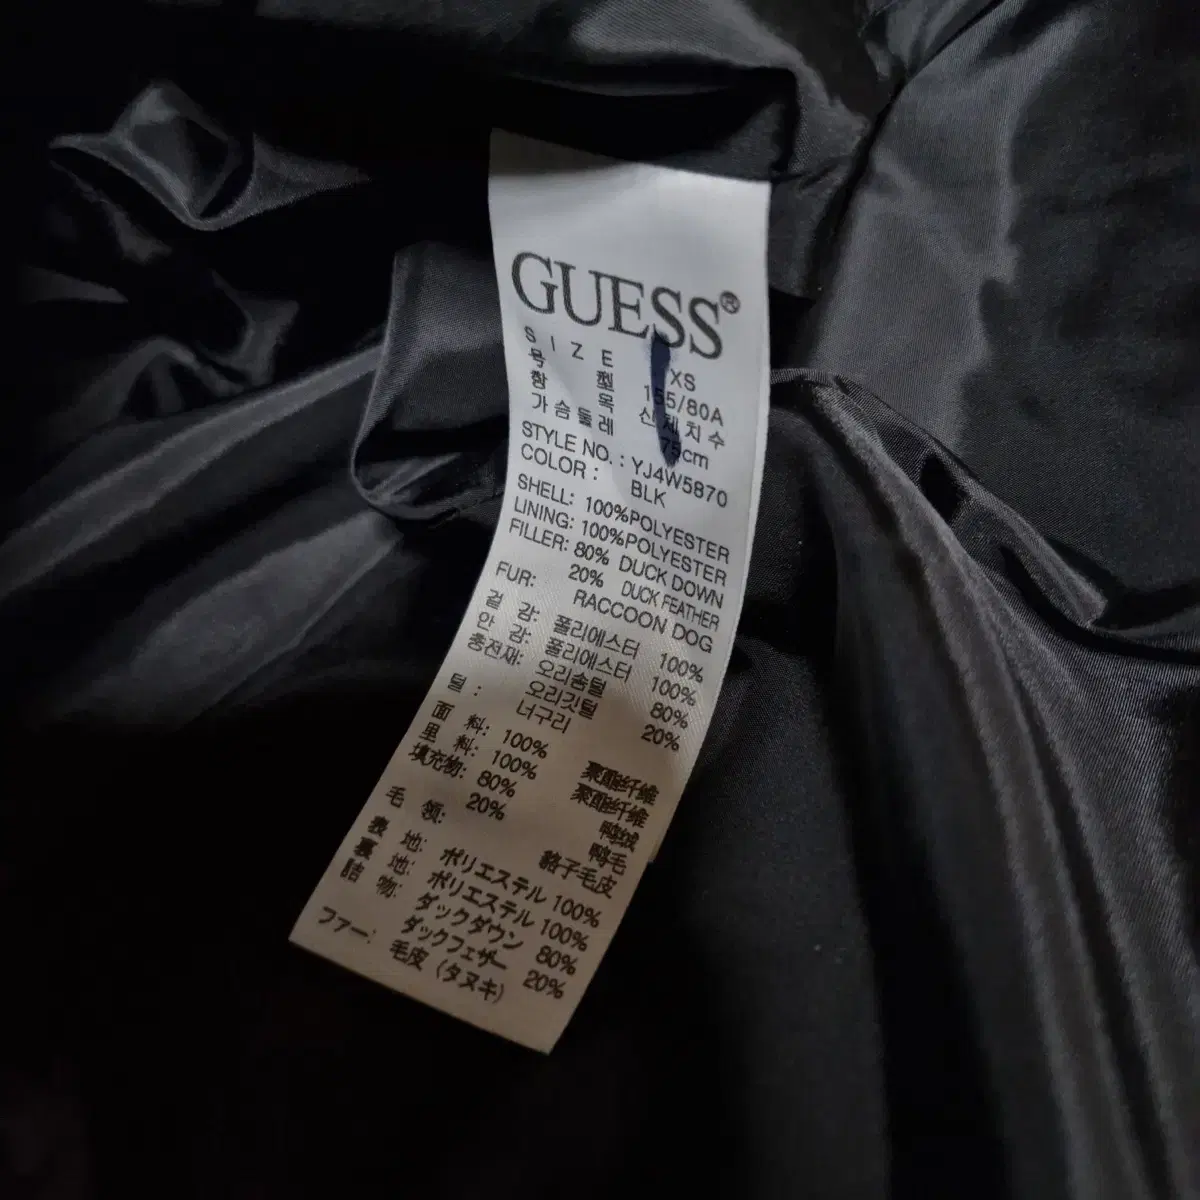 GUESS®
SIZE XS
호 型 155/80A
항 목 신체치수
가슴둘레 75cm
STYLE NO.: YJ4W5870
COLOR: BLK
SHELL: 100%POLYESTER
LINING: 100%POLYESTER
FILLER: 80% DUCK DOWN
20% DUCK FEATHER
FUR: RACCOON DOG
겉 감: 폴리에스터 100%
안 감: 폴리에스터 100%
충전재: 오리솜털 80%
오리깃털 20%
털: 너구리
面 料: 100% 聚酯纤维
里 料: 100% 聚酯纤维
填充物: 80% 鸭绒
20% 鸭毛
毛 领: 貉子毛皮
表 地: ポリエステル 100%
裏 地: ポリエステル 100%
詰 物: ダックダウン 80%
ダックフェザー 20%
ファー: 毛皮 (タヌキ)